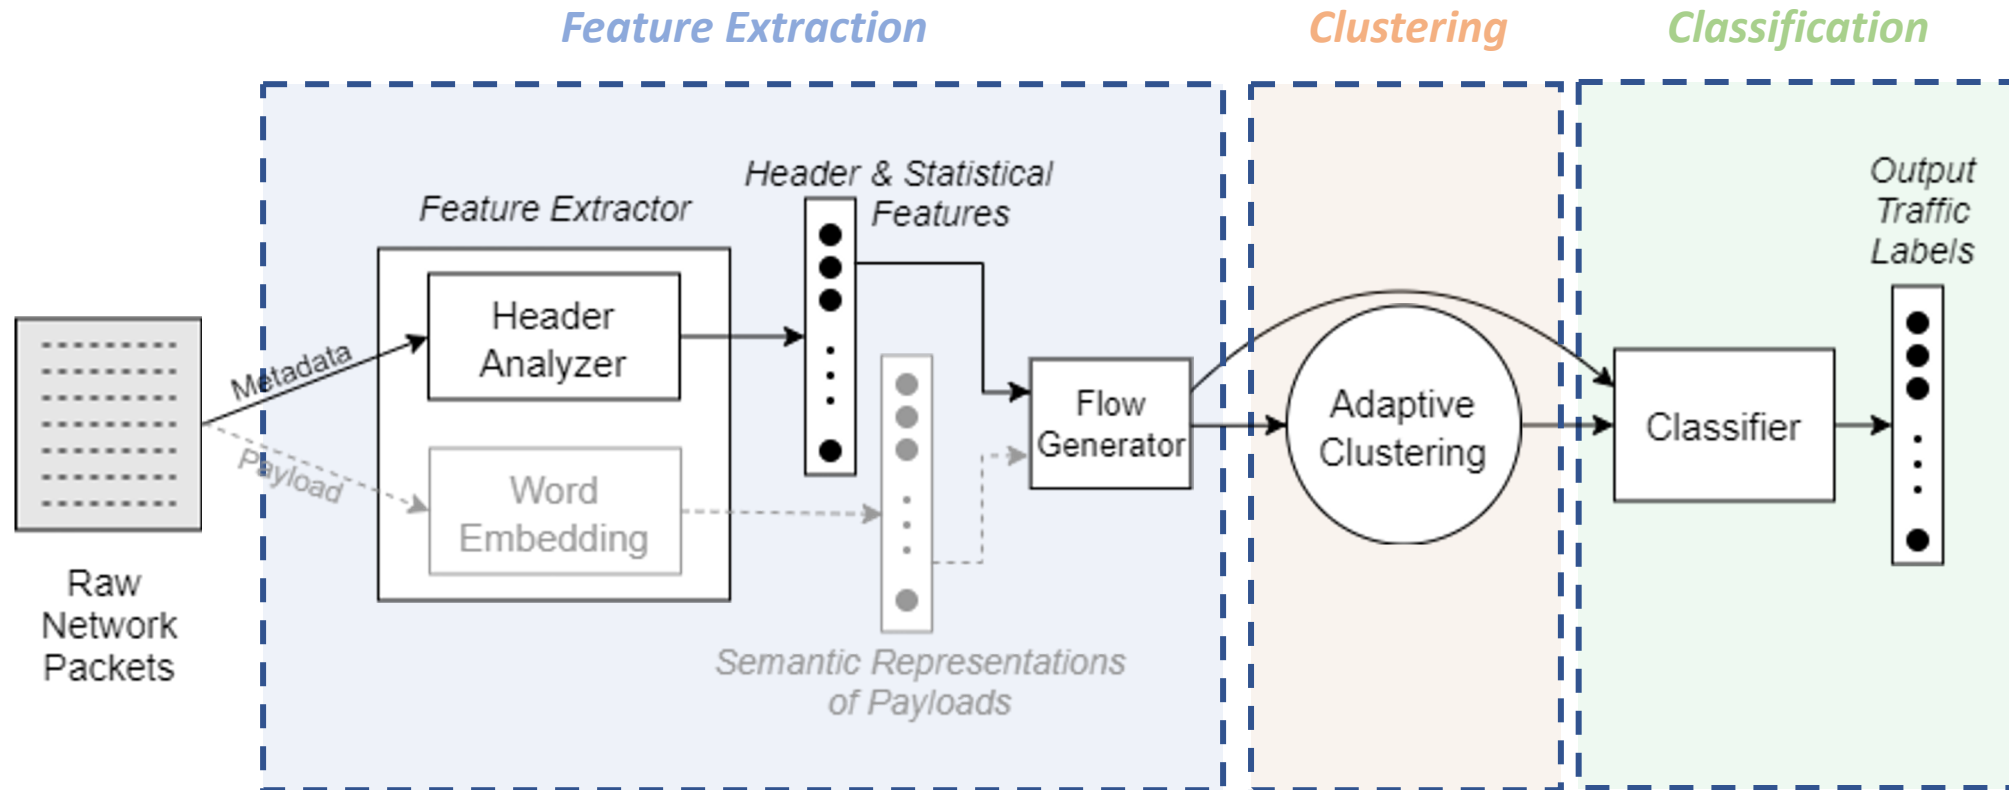 Feature Extraction
Clustering
Classification
Header & Statistical
Features
Feature Extractor
Output
Traffic
Labels
Header
Analyzer
Metadata
Payload
Word
Embedding
Flow
Generator
Adaptive
Clustering
Classifier
Raw
Network
Packets
Semantic Representations
of Payloads